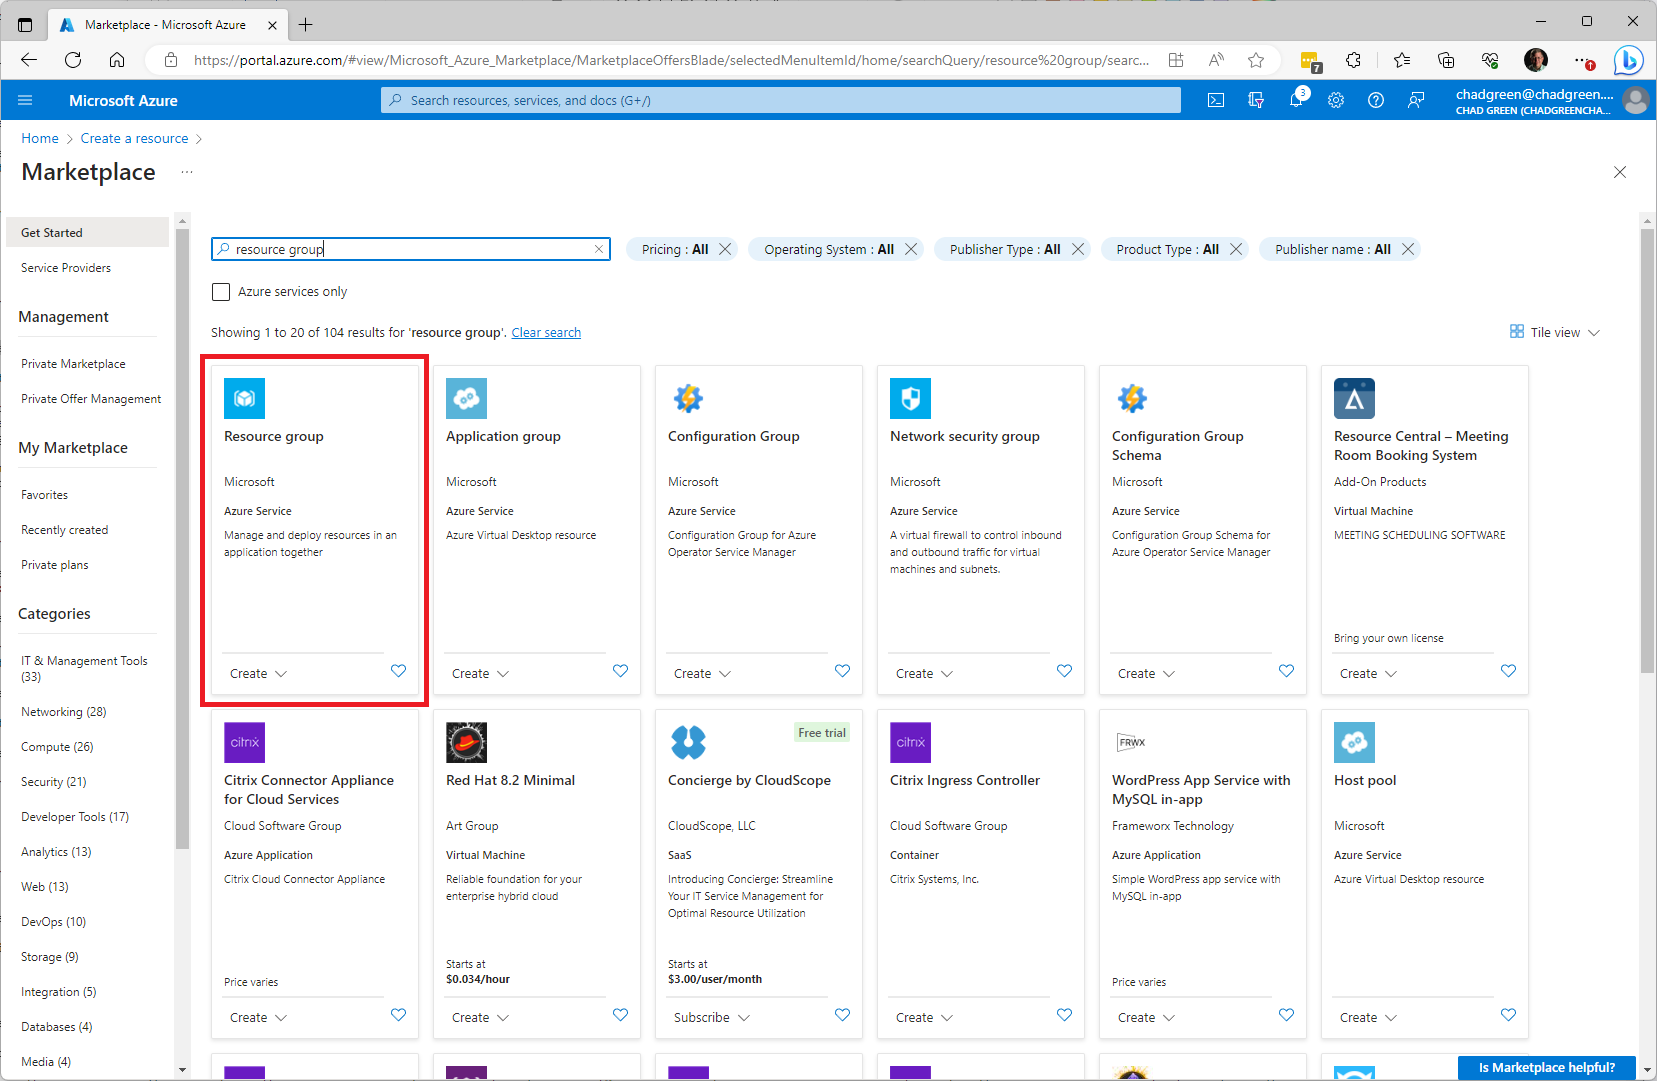 Marketplace - Microsoft Azure
https://portal.azure.com/#view/Microsoft_Azure_Marketplace/MarketplaceOffersBlade/selectedMenuItemId/home/searchQuery/resource%20group/searc...
7
Microsoft Azure
Search resources, services, and docs (G+/)
3
chadgreen@chadgreen....
CHAD GREEN (CHADGREENCHA...
Home
Create a resource
Marketplace
...
Get Started
Service Providers
Management
Private Marketplace
Private Offer Management
My Marketplace
Favorites
Recently created
Private plans
Categories
IT & Management Tools
(33)
Networking (28)
Compute (26)
Security (21)
Developer Tools (17)
Analytics (13)
Web (13)
DevOps (10)
Storage (9)
Integration (5)
Databases (4)
Media (4)
resource group
Pricing : All
Operating System : All
Publisher Type : All
Product Type : All
Publisher name : All
Azure services only
Showing 1 to 20 of 104 results for 'resource group'. Clear search
Tile view
Resource group
Microsoft
Azure Service
Manage and deploy resources in an
application together
Create
Application group
Microsoft
Azure Service
Azure Virtual Desktop resource
Create
Configuration Group
Microsoft
Azure Service
Configuration Group for Azure
Operator Service Manager
Create
Network security group
Microsoft
Azure Service
A virtual firewall to control inbound
and outbound traffic for virtual
machines and subnets.
Create
Configuration Group
Schema
Microsoft
Azure Service
Configuration Group Schema for
Azure Operator Service Manager
Create
Resource Central – Meeting
Room Booking System
Add-On Products
Virtual Machine
MEETING SCHEDULING SOFTWARE
Bring your own license
Create
citrix
Citrix Connector Appliance
for Cloud Services
Cloud Software Group
Azure Application
Citrix Cloud Connector Appliance
Price varies
Create
Red Hat 8.2 Minimal
Art Group
Virtual Machine
Reliable foundation for your
enterprise hybrid cloud
Starts at
$0.034/hour
Create
Free trial
Concierge by CloudScope
CloudScope, LLC
SaaS
Introducing Concierge: Streamline
Your IT Service Management for
Optimal Resource Utilization
Starts at
$3.00/user/month
Subscribe
citrix
Citrix Ingress Controller
Cloud Software Group
Container
Citrix Systems, Inc.
Create
FRWX
WordPress App Service with
MySQL in-app
Frameworx Technology
Azure Application
Simple WordPress app service with
MySQL in-app
Price varies
Create
Host pool
Microsoft
Azure Service
Azure Virtual Desktop resource
Create
Is Marketplace helpful?